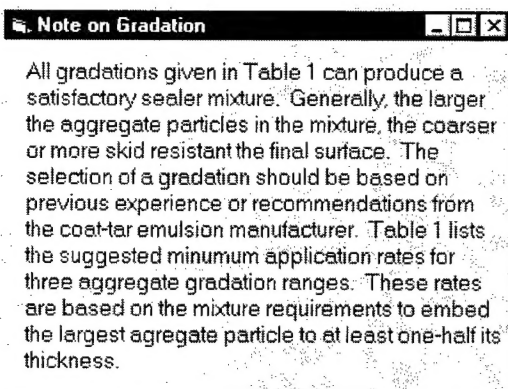 Note on Gradation
All gradations given in Table 1 can produce a
satisfactory sealer mixture. Generally, the larger
the aggregate particles in the mixture, the coarser
or more skid resistant the final surface. The
selection of a gradation should be based on
previous experience or recommendations from
the coat-tar emulsion manufacturer. Table 1 lists
the suggested minumum application rates for
three aggregate gradation ranges. These rates
are based on the mixture requirements to embed
the largest agregate particle to at least one-half its
thickness.